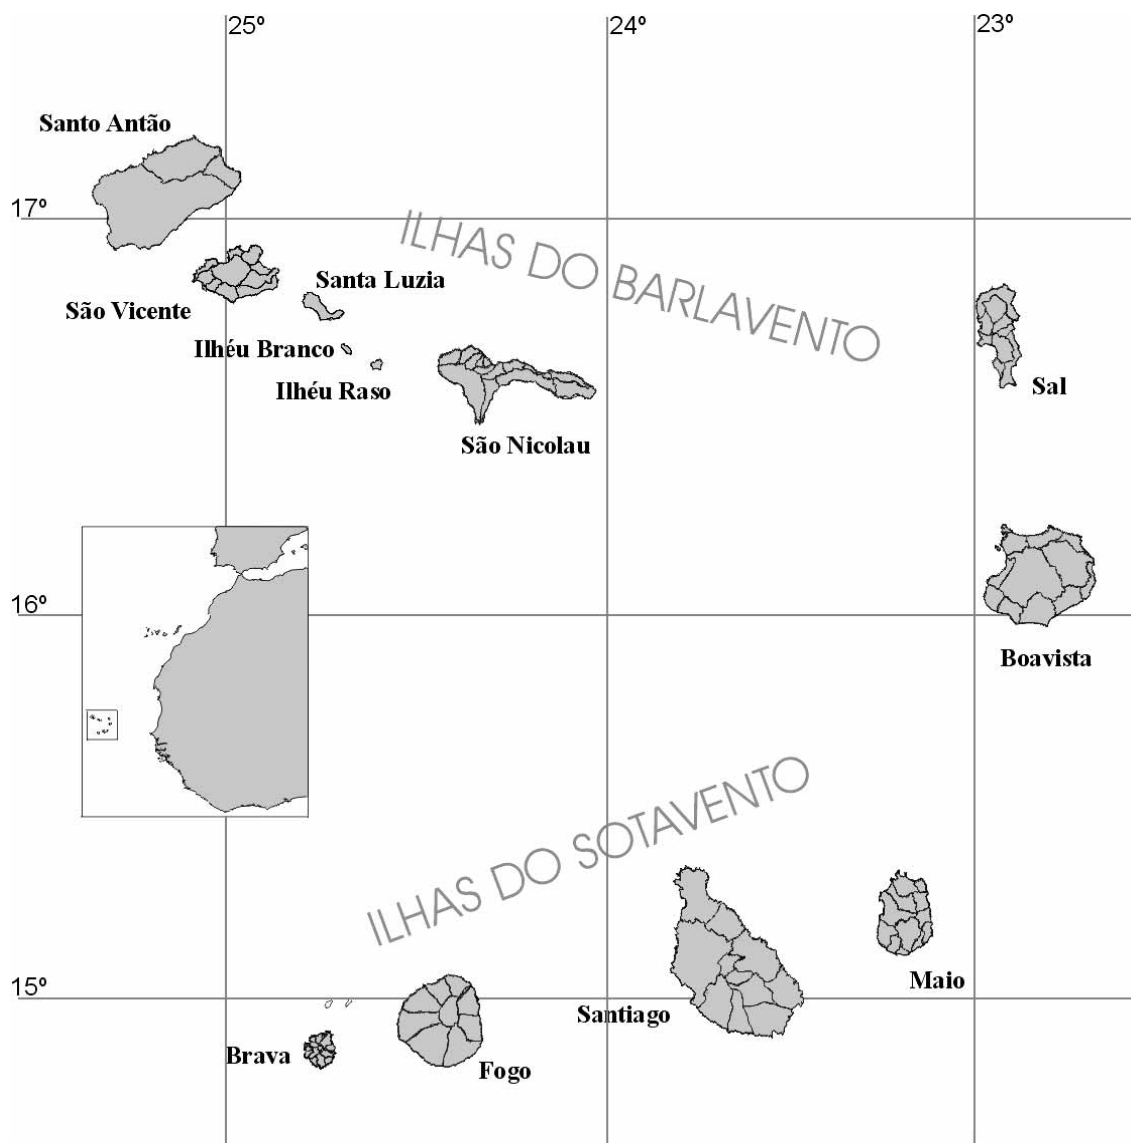 25º
24º
23º
Santo Antão
17º
ILHAS DO BARLAVENTO
Santa Luzia
São Vicente
Ilhéu Branco
Ilhéu Raso
Sal
São Nicolau
16º
Boavista
ILHAS DO SOTAVENTO
15º
Maio
Santiago
Brava
Fogo